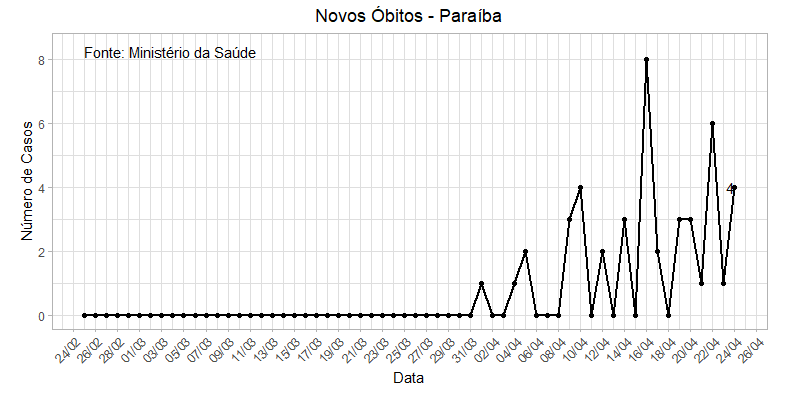 Novos Óbitos - Paraíba
Fonte: Ministério da Saúde
Número de Casos
8
6
4
2
0
4
24/02 26/02 28/02 01/03 03/03 05/03 07/03 09/03 11/03 13/03 15/03 17/03 19/03 21/03 23/03 25/03 27/03 29/03 31/03 02/04 04/04 06/04 08/04 10/04 12/04 14/04 16/04 18/04 20/04 22/04 24/04 26/04
Data